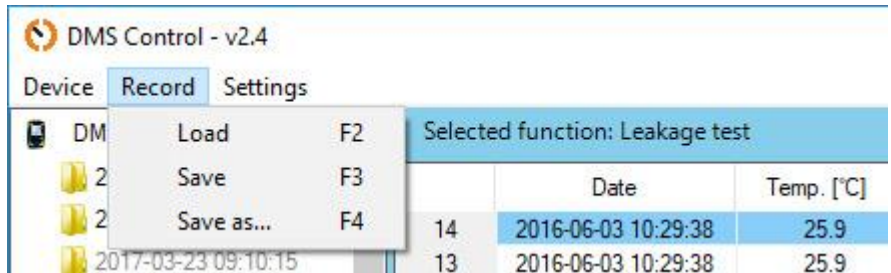 DMS Control - v2.4
Device Record Settings
DM
Load F2
Selected function: Leakage test
2
Save F3
Date Temp. [°C]
2
Save as... F4
14 2016-06-03 10:29:38 25.9
2017-03-23 09:10:15
13 2016-06-03 10:29:38 25.9